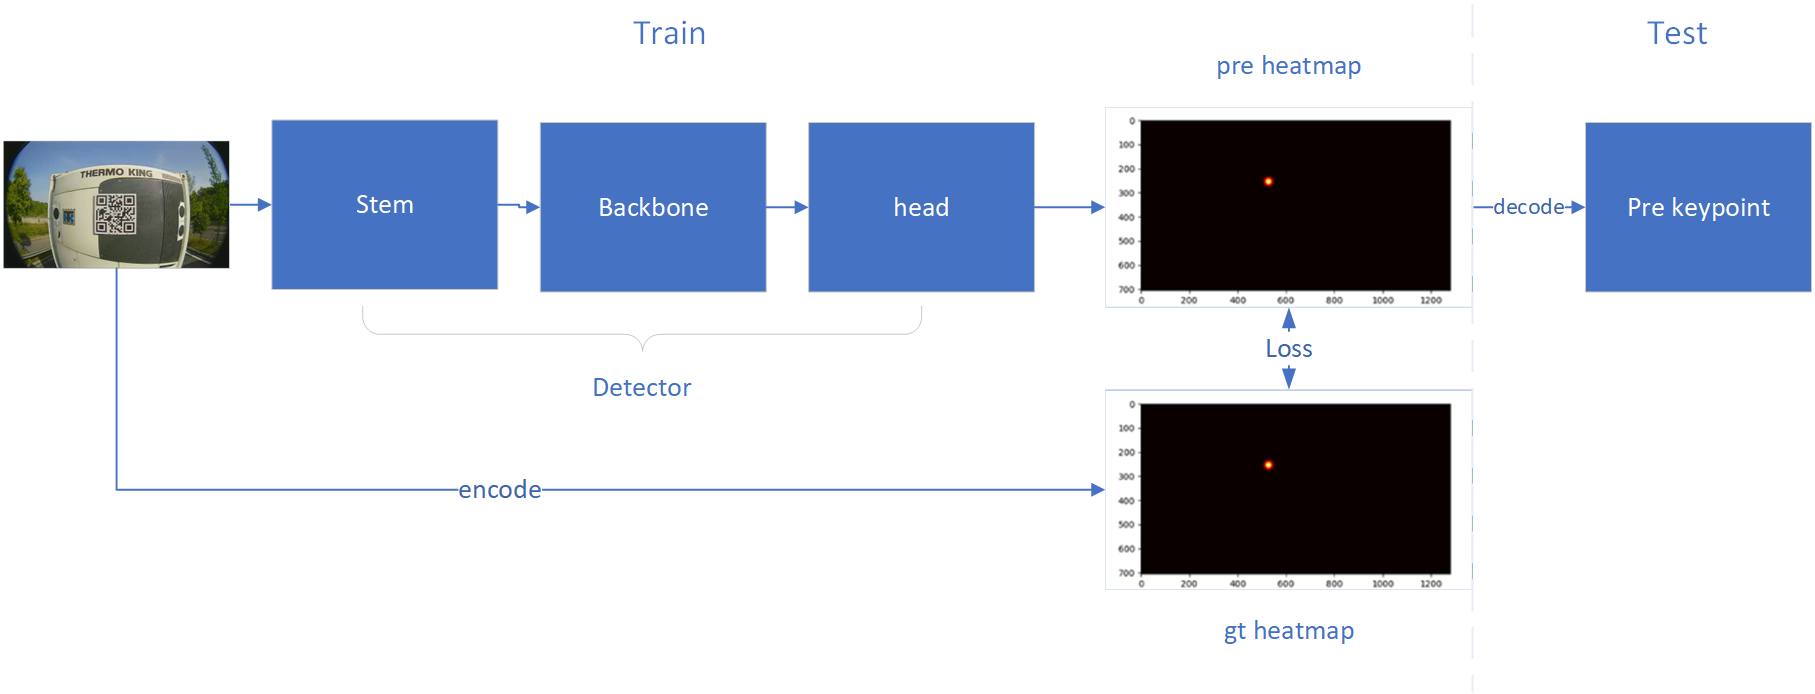 Train
Test
pre heatmap
THERMO KING
Stem
Backbone
head
0
100
200
300
400
500
600
700
0 200 400 600 800 1000 1200
decode
Pre keypoint
Detector
Loss
0
100
200
300
400
500
600
700
0 200 400 600 800 1000 1200
encode
gt heatmap